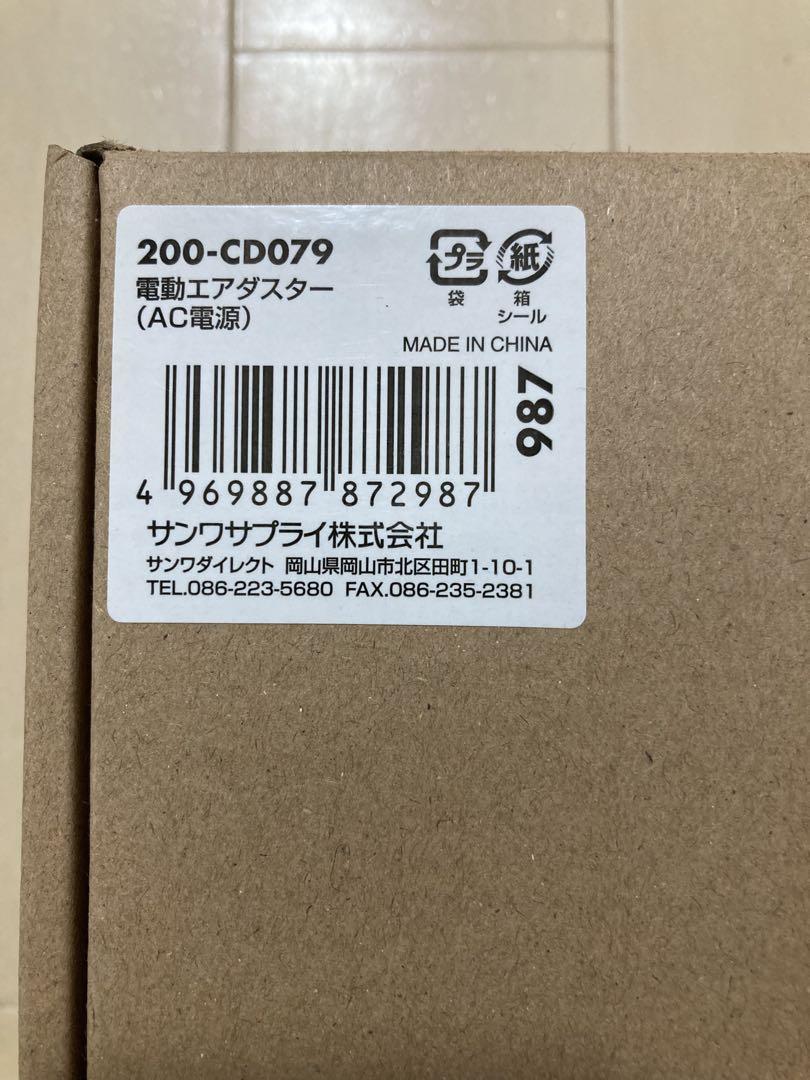 200-CD079
電動エアダスター
(AC電源)
プラ
袋
紙
箱
シール
MADE IN CHINA
987
4 969887 872987
サンワサプライ株式会社
サンワダイレクト 岡山県岡山市北区田町1-10-1
TEL.086-223-5680 FAX.086-235-2381